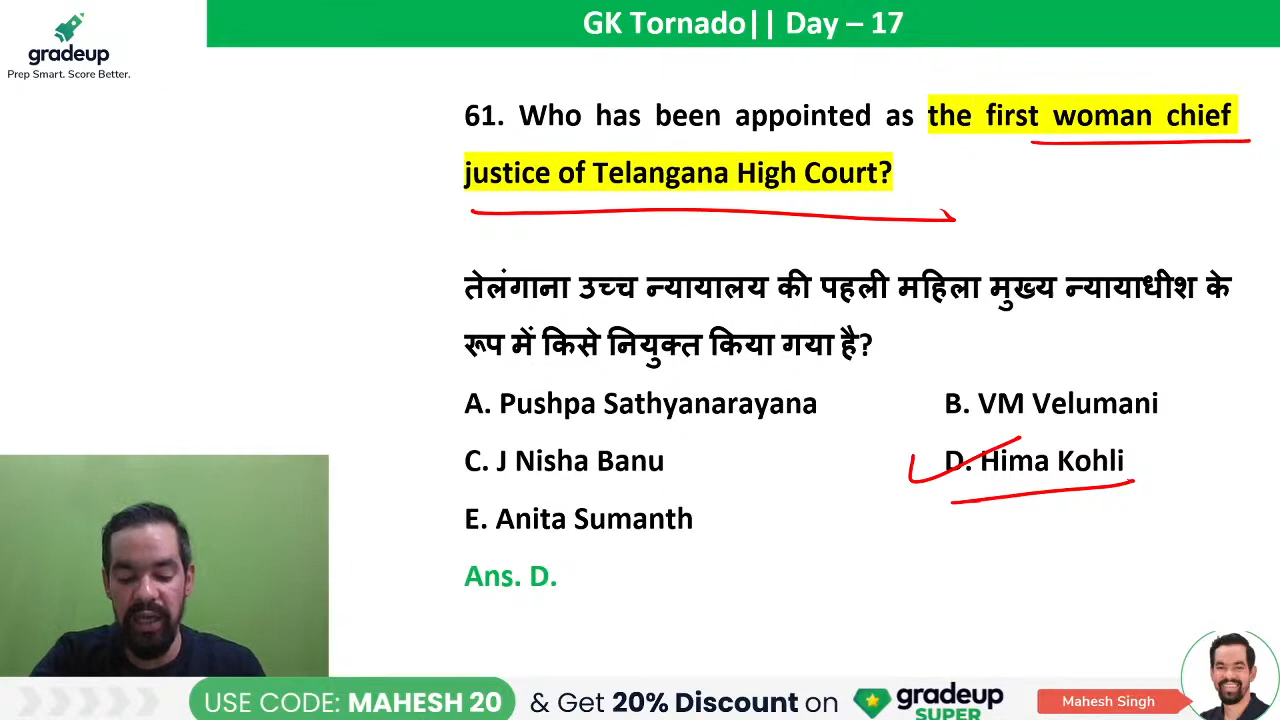 GK Tornado|| Day – 17
gradeup
Prep Smart. Score Better.
61. Who has been appointed as the first woman chief
justice of Telangana High Court?
तेलंगाना उच्च न्यायालय की पहली महिला मुख्य न्यायाधीश के
रूप में किसे नियुक्त किया गया है?
A. Pushpa Sathyanarayana B. VM Velumani
C. J Nisha Banu D. Hima Kohli
E. Anita Sumanth
Ans. D.
USE CODE: MAHESH 20 & Get 20% Discount on gradeup SUPER
Mahesh Singh